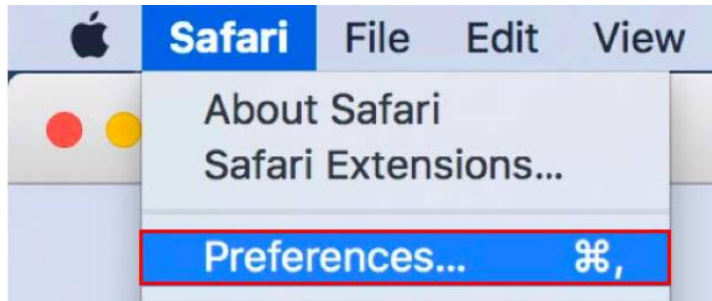 Safari File Edit View
About Safari
Safari Extensions...
Preferences... ⌘,